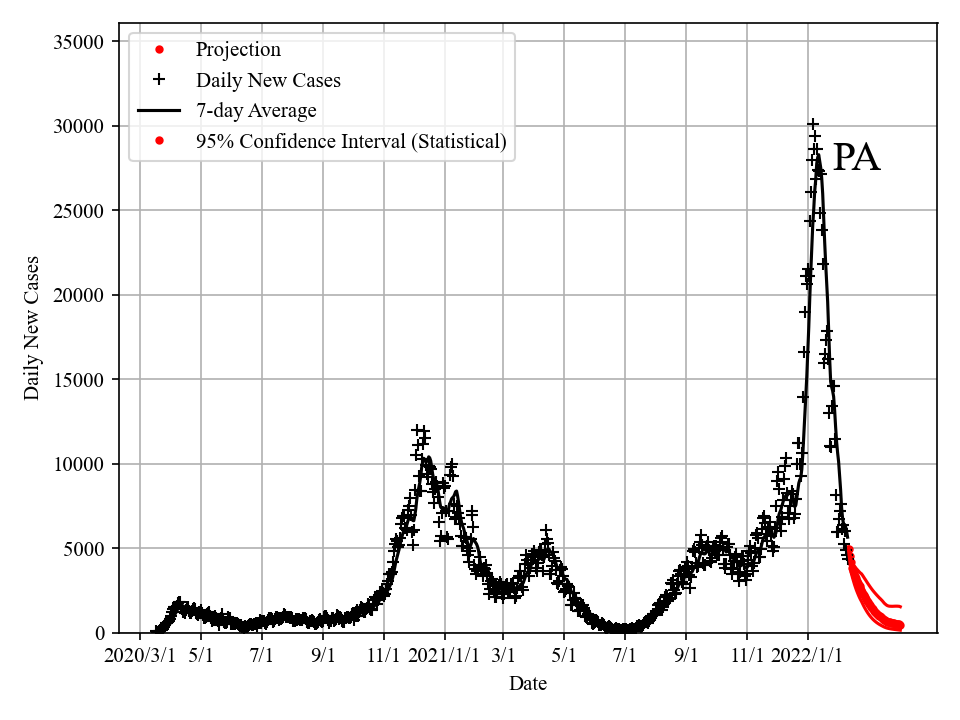 35000
30000
25000
20000
15000
10000
5000
0
Daily New Cases
Projection
Daily New Cases
7-day Average
95% Confidence Interval (Statistical)
PA
2020/3/1 5/1 7/1 9/1 11/1 2021/1/1 3/1 5/1 7/1 9/1 11/1 2022/1/1
Date